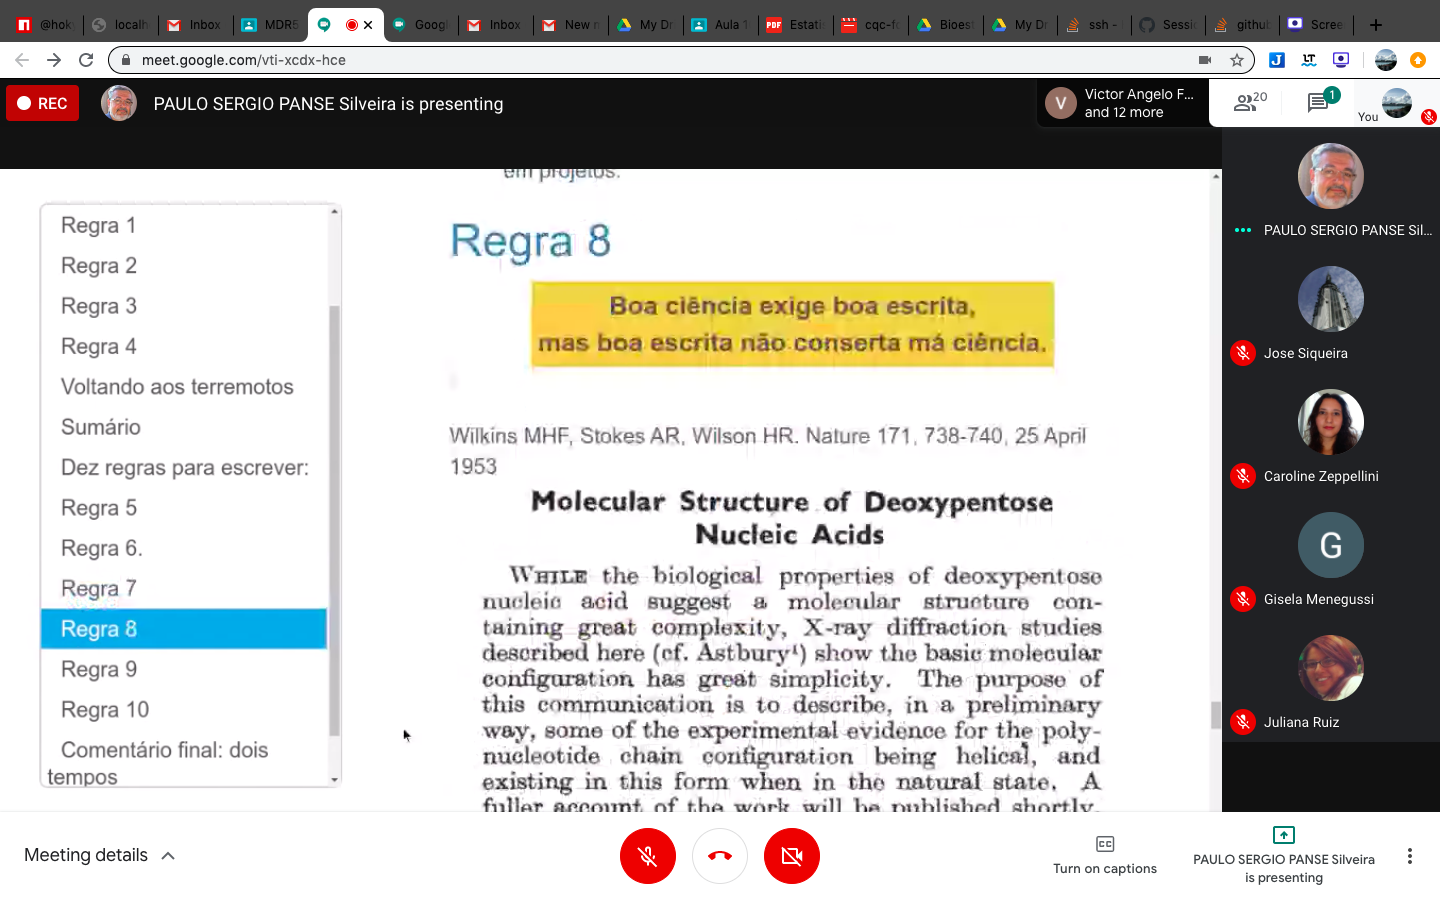 @hok
localh
Inbox
MDR5
Googl
Inbox
New m
My Dr
Aula 1
Estati
cqc-fo
Bioest
My Dr
ssh -
Sessio
github
Scree
meet.google.com/vti-xcdx-hce
REC
PAULO SERGIO PANSE Silveira is presenting
V
Victor Angelo F...
and 12 more
20
1
You
em projetos.
Regra 1
Regra 2
Regra 3
Regra 4
Voltando aos terremotos
Sumário
Dez regras para escrever:
Regra 5
Regra 6.
Regra 7
Regra 8
Regra 9
Regra 10
Comentário final: dois
tempos
Regra 8
Boa ciência exige boa escrita,
mas boa escrita não conserta má ciência.
Wilkins MHF, Stokes AR, Wilson HR. Nature 171, 738-740, 25 April
1953
Molecular Structure of Deoxypentose
Nucleic Acids
WHILE the biological properties of deoxypentose
nucleic acid suggest a molecular structure con-
taining great complexity, X-ray diffraction studies
described here (cf. Astbury¹) show the basic molecular
configuration has great simplicity. The purpose of
this communication is to describe, in a preliminary
way, some of the experimental evidence for the poly-
nucleotide chain configuration being helical, and
existing in this form when in the natural state. A
fuller account of the work will be published shortly.
PAULO SERGIO PANSE Sil...
Jose Siqueira
Caroline Zeppellini
G
Gisela Menegussi
Juliana Ruiz
Meeting details
Turn on captions
PAULO SERGIO PANSE Silveira
is presenting